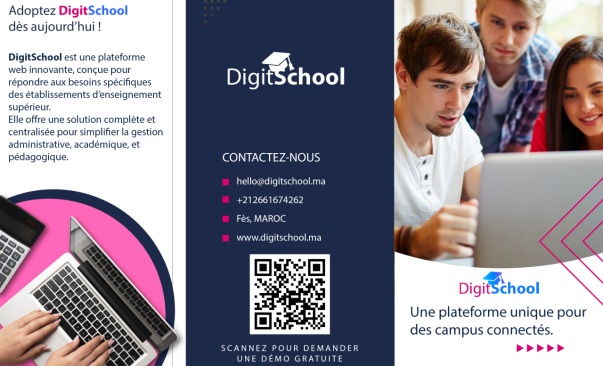 Adoptez DigitSchool
dès aujourd'hui !
DigitSchool est une plateforme
web innovante, conçue pour
répondre aux besoins spécifiques
des établissements d'enseignement
supérieur.
Elle offre une solution complète et
centralisée pour simplifier la gestion
administrative, académique, et
pédagogique.
DigitSchool
CONTACTEZ-NOUS
hello@digitschool.ma
+212661674262
Fès, MAROC
www.digitschool.ma
SCANNEZ POUR DEMANDER
UNE DÉMO GRATUITE
DigitSchool
Une plateforme unique pour
des campus connectés.